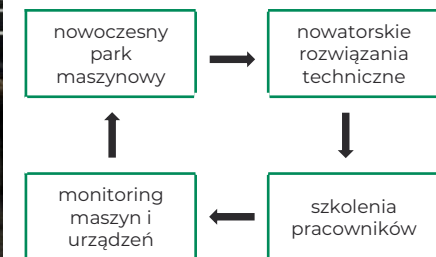 nowoczesny
park
maszynowy
nowatorskie
rozwiązania
techniczne
monitoring
maszyn i
urządzeń
szkolenia
pracowników